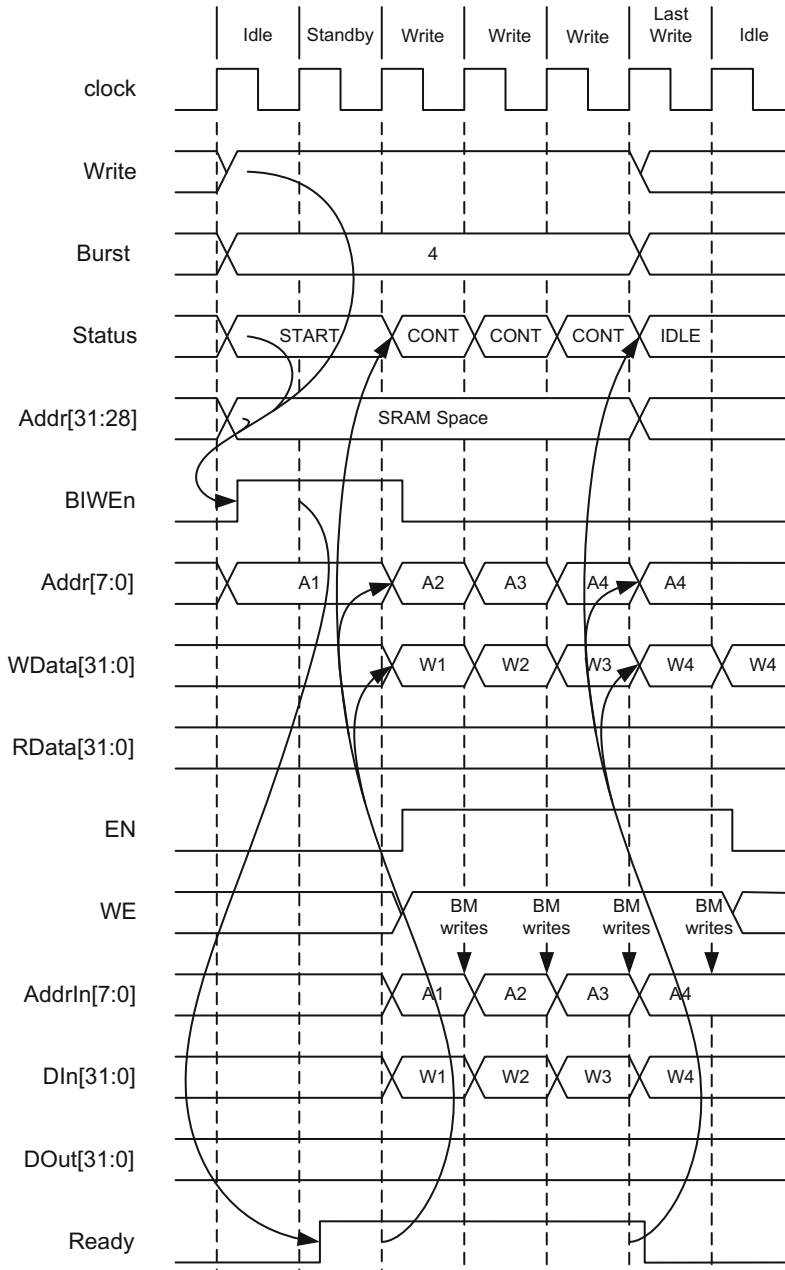 Idle Standby Write Write Write Last Write Idle
clock
Write
Burst 4
Status START CONT CONT CONT IDLE
Addr[31:28] SRAM Space
BIWEn
Addr[7:0] A1 A2 A3 A4 A4
WData[31:0] W1 W2 W3 W4 W4
RData[31:0]
EN
WE BM writes BM writes BM writes BM writes
AddrIn[7:0] A1 A2 A3 A4
DIn[31:0] W1 W2 W3 W4
DOut[31:0]
Ready